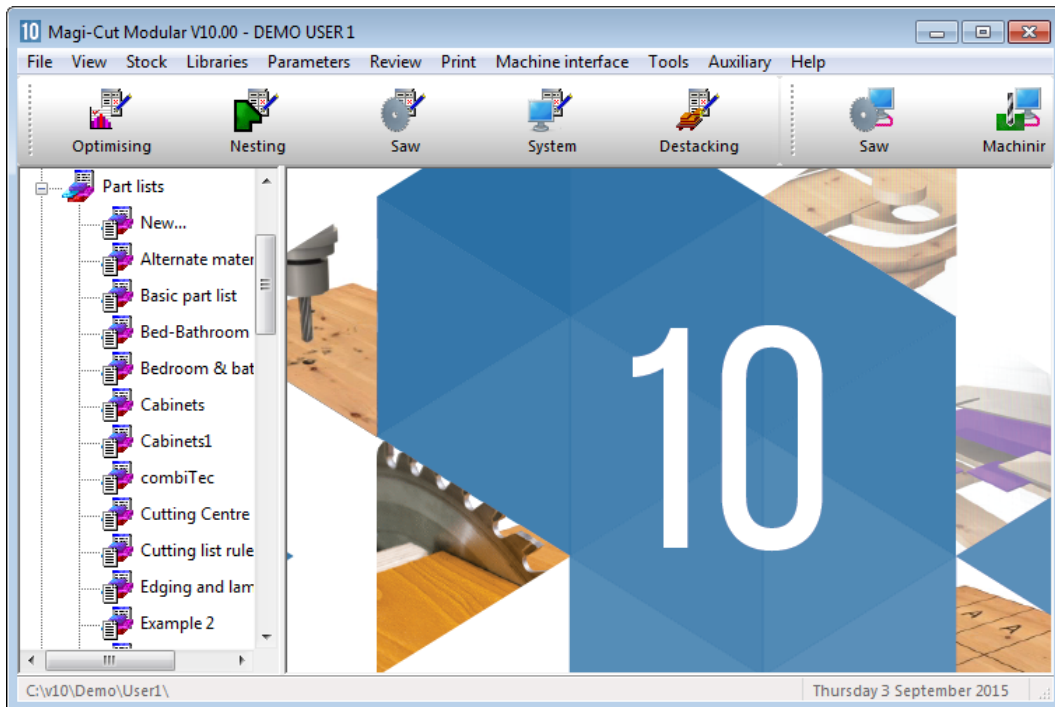 10 Magi-Cut Modular V10.00 - DEMO USER 1
File View Stock Libraries Parameters Review Print Machine interface Tools Auxiliary Help
Optimising Nesting Saw System Destacking Saw Machinir
Part lists
New...
Alternate mater
Basic part list
Bed-Bathroom
Bedroom & bat
Cabinets
Cabinets1
combiTec
Cutting Centre
Cutting list rule
Edging and lam
Example 2
10
A A
C:\v10\Demo\User1\ Thursday 3 September 2015